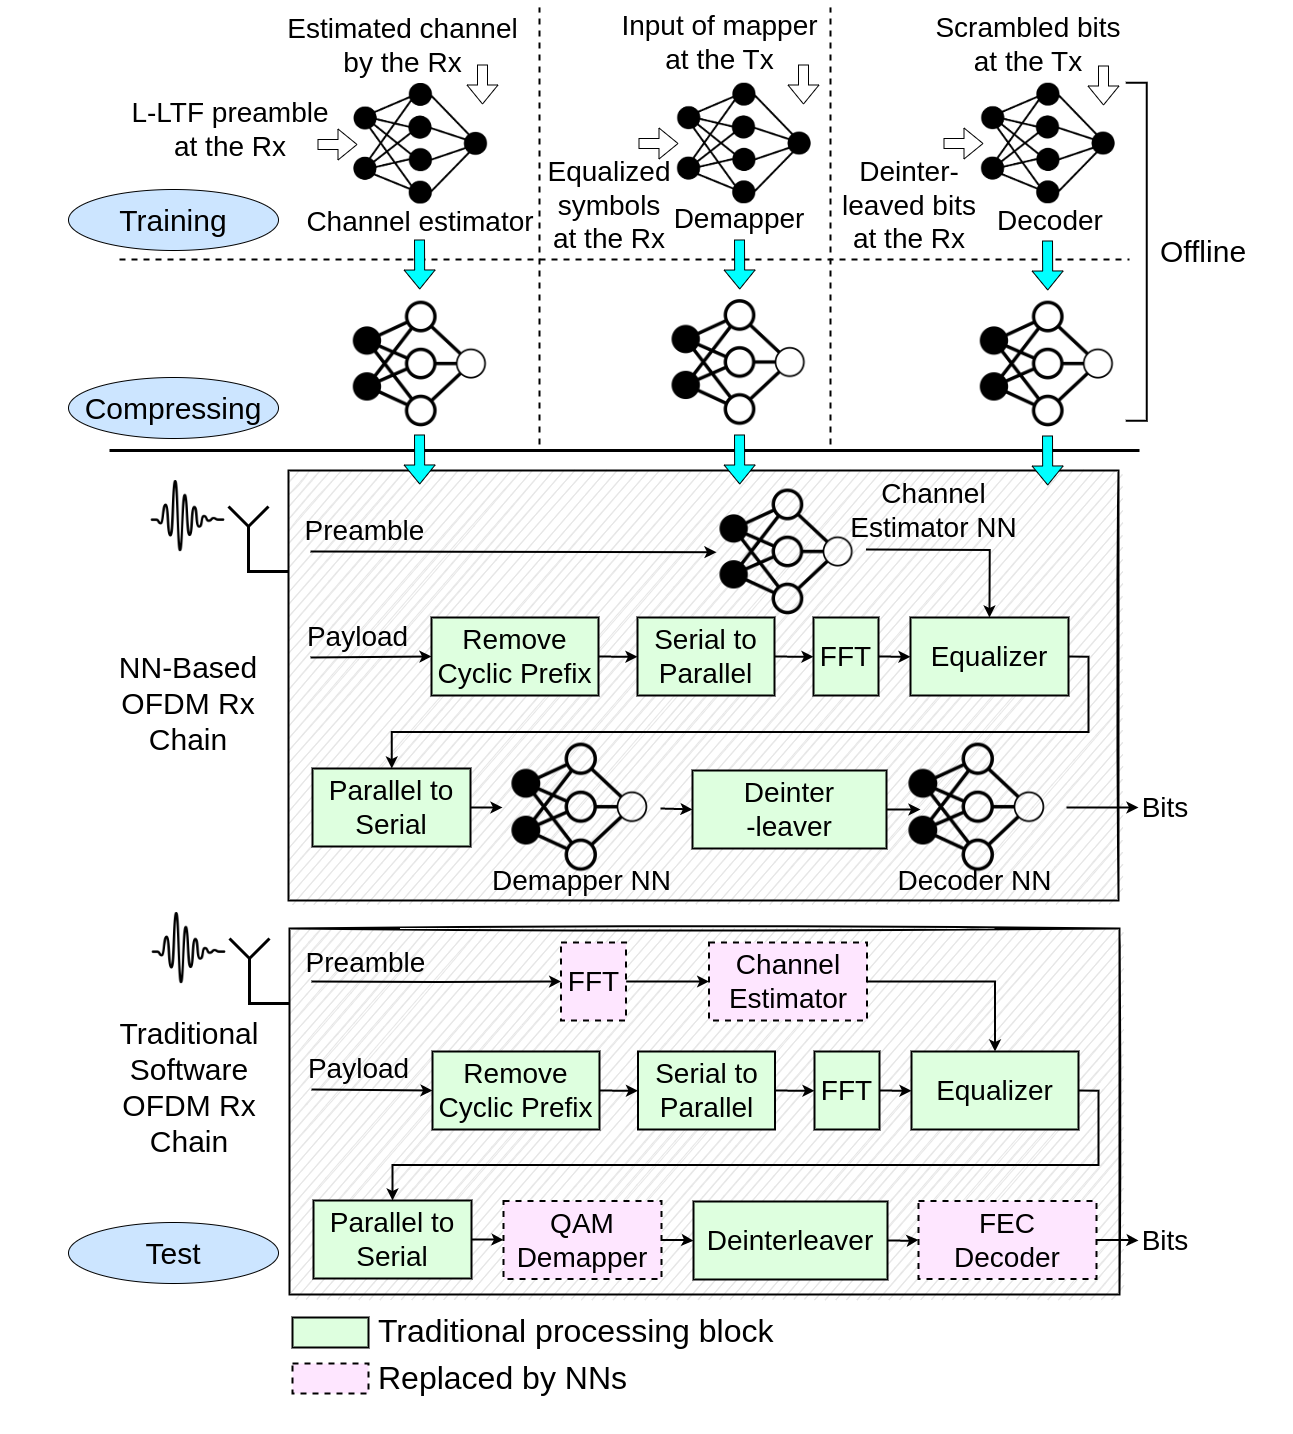 Estimated channel
by the Rx
Input of mapper
at the Tx
Scrambled bits
at the Tx
L-LTF preamble
at the Rx
Equalized
symbols
at the Rx
Deinter-
leaved bits
at the Rx
Training
Channel estimator
Demapper
Decoder
Offline
Compressing
Channel
Estimator NN
Preamble
Payload
Remove
Cyclic Prefix
Serial to
Parallel
FFT
Equalizer
NN-Based
OFDM Rx
Chain
Parallel to
Serial
Deinter
-leaver
Bits
Demapper NN
Decoder NN
Preamble
FFT
Channel
Estimator
Traditional
Software
OFDM Rx
Chain
Payload
Remove
Cyclic Prefix
Serial to
Parallel
FFT
Equalizer
Test
Parallel to
Serial
QAM
Demapper
Deinterleaver
FEC
Decoder
Bits
Traditional processing block
Replaced by NNs